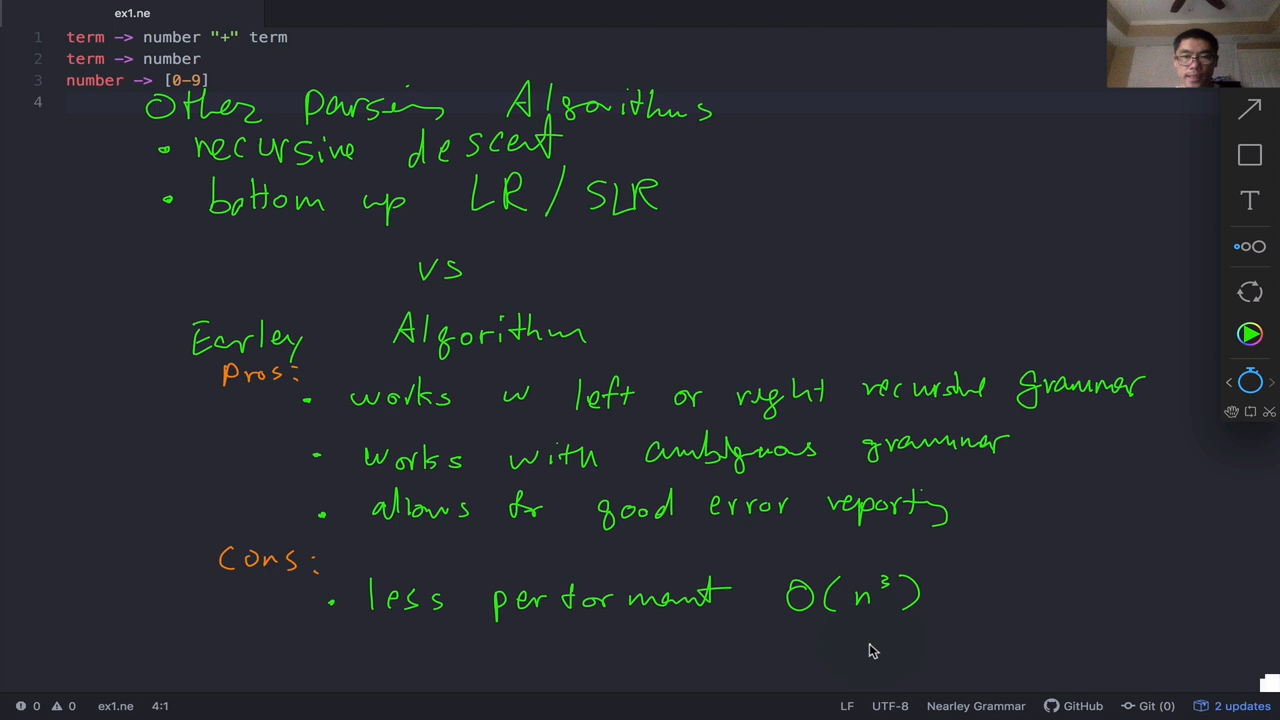 ex1.ne
1 term -> number "+" term
2 term -> number
3 number -> [0-9]
4
Other Parsing Algorithms
• recursive descent
• bottom up LR / SLR
vs
Earley Algorithm
Pros:
• works w left or right recursive Grammar
• works with ambiguous grammar
• allows for good error reporting
Cons:
• less performant O(n³)
T
0 0 ex1.ne 4:1 LF UTF-8 Nearley Grammar GitHub Git (0) 2 updates